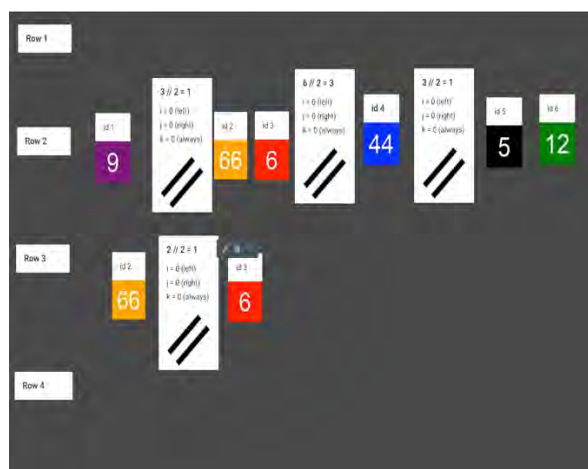 Row 1
3 // 2 = 1
i = 0 (left)
j = 0 (right)
k = 0 (always)
6 // 2 = 3
i = 0 (left)
j = 0 (right)
k = 0 (always)
3 // 2 = 1
i = 0 (left)
j = 0 (right)
k = 0 (always)
Row 2
id 1
9
id 2
66
id 3
6
id 4
44
id 5
5
id 6
12
Row 3
id 2
66
2 // 2 = 1
i = 0 (left)
j = 0 (right)
k = 0 (always)
id 3
6
Row 4